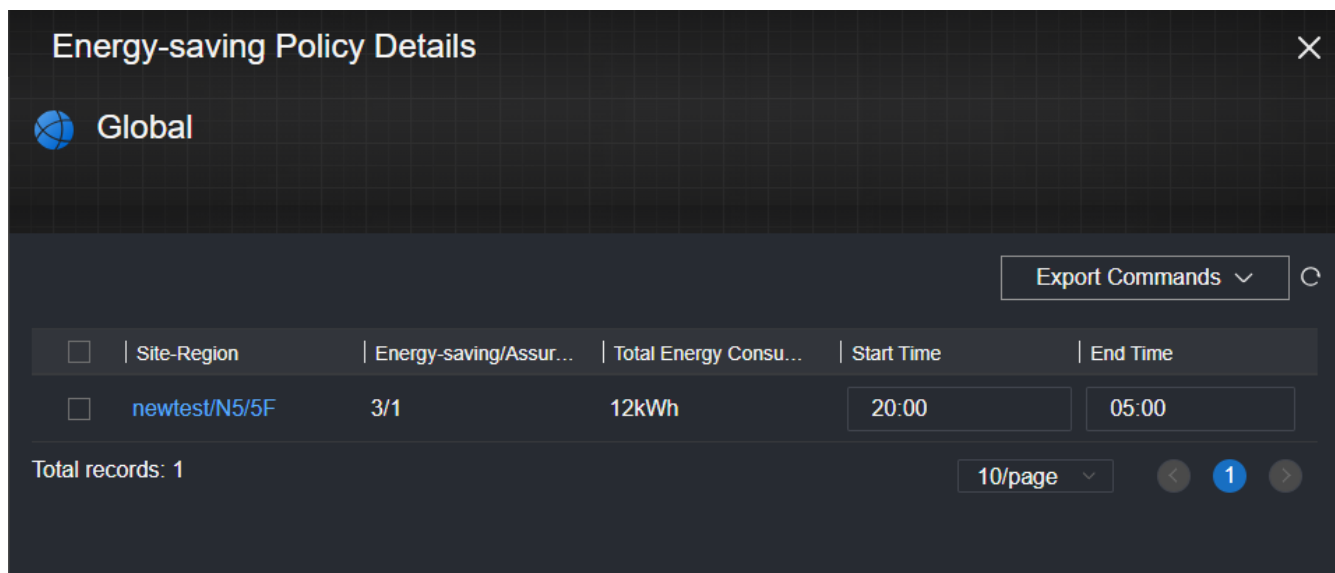 Energy-saving Policy Details
Global
Export Commands
Site-Region Energy-saving/Assur... Total Energy Consu... Start Time End Time
newtest/N5/5F 3/1 12kWh 20:00 05:00
Total records: 1 10/page 1